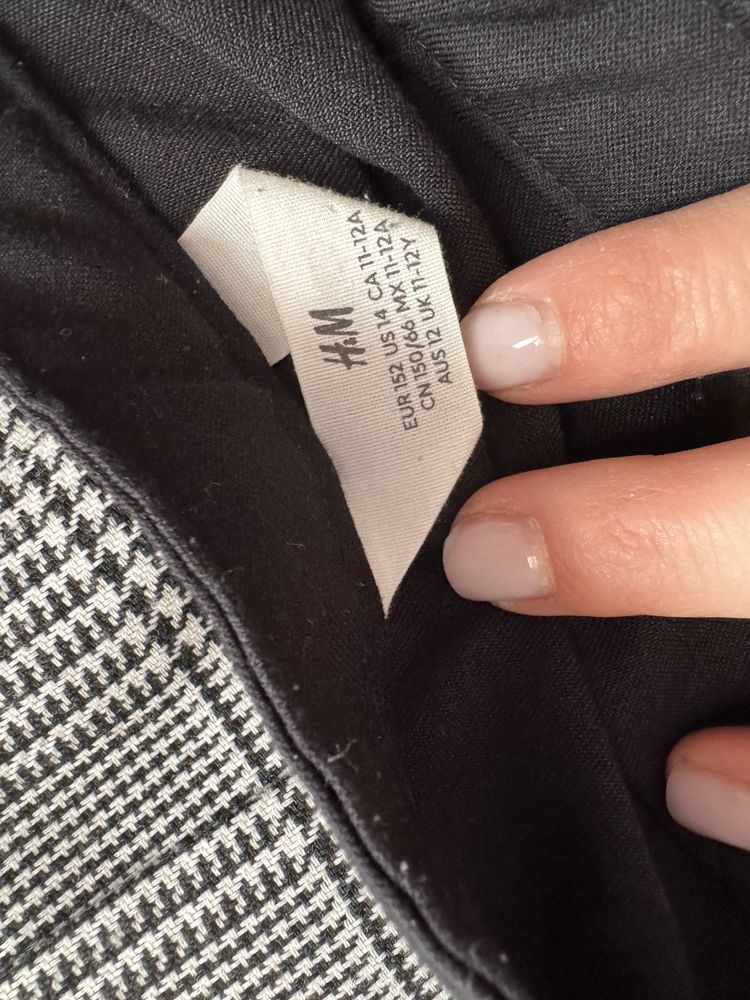 H&M
EUR 152 US 14 CA 11-12A
CN 150/66 MX 11-12A
AUS 12 UK 11-12Y